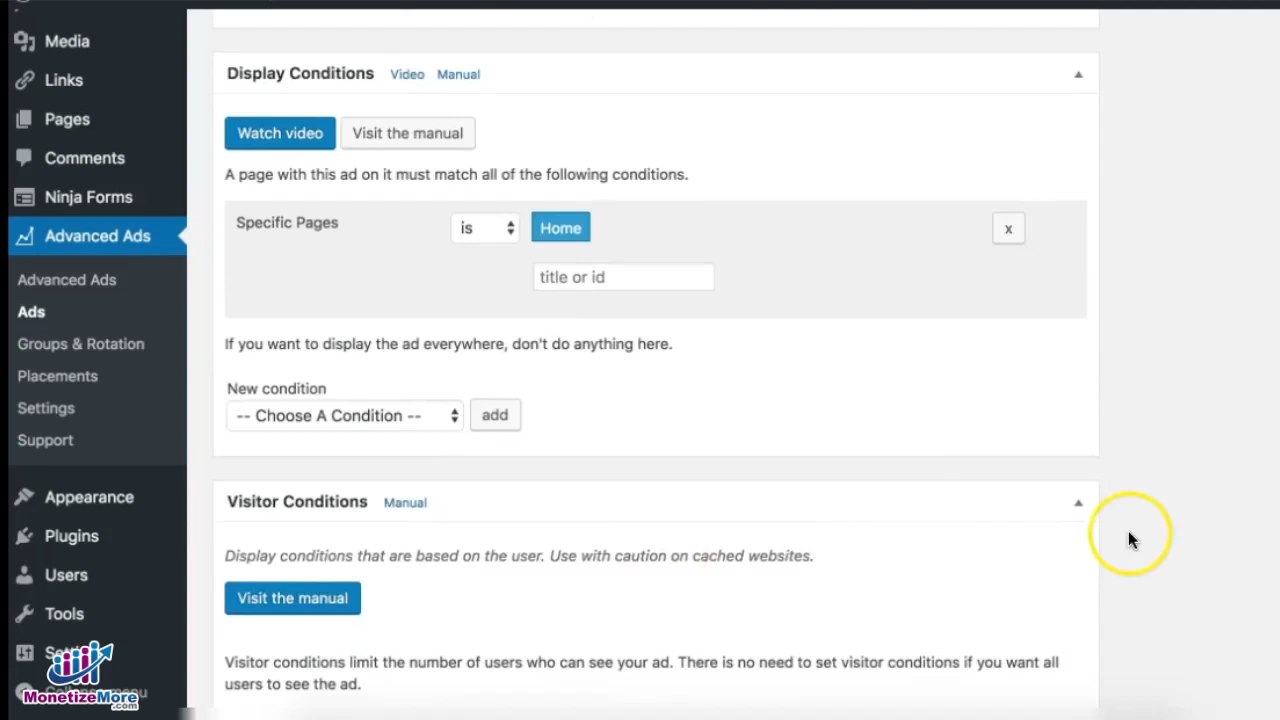 Media
Links
Pages
Comments
Ninja Forms
Advanced Ads
Advanced Ads
Ads
Groups & Rotation
Placements
Settings
Support
Appearance
Plugins
Users
Tools
MonetizeMore
.com
Display Conditions Video Manual
Watch video Visit the manual
A page with this ad on it must match all of the following conditions.
Specific Pages is Home x
title or id
If you want to display the ad everywhere, don't do anything here.
New condition
-- Choose A Condition -- add
Visitor Conditions Manual
Display conditions that are based on the user. Use with caution on cached websites.
Visit the manual
Visitor conditions limit the number of users who can see your ad. There is no need to set visitor conditions if you want all
users to see the ad.